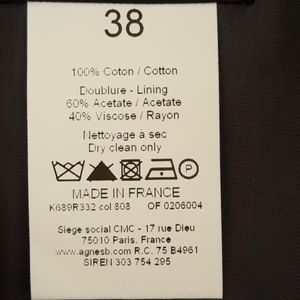 38
100% Coton / Cotton
Doublure - Lining
60% Acetate / Acetate
40% Viscose / Rayon
Nettoyage à sec
Dry clean only
MADE IN FRANCE
K689R332 col 808 OF 0206004
Siege social CMC - 17 rue Dieu
75010 Paris, France
www.agnesb.com R.C. 75 B4961
SIREN 303 754 295